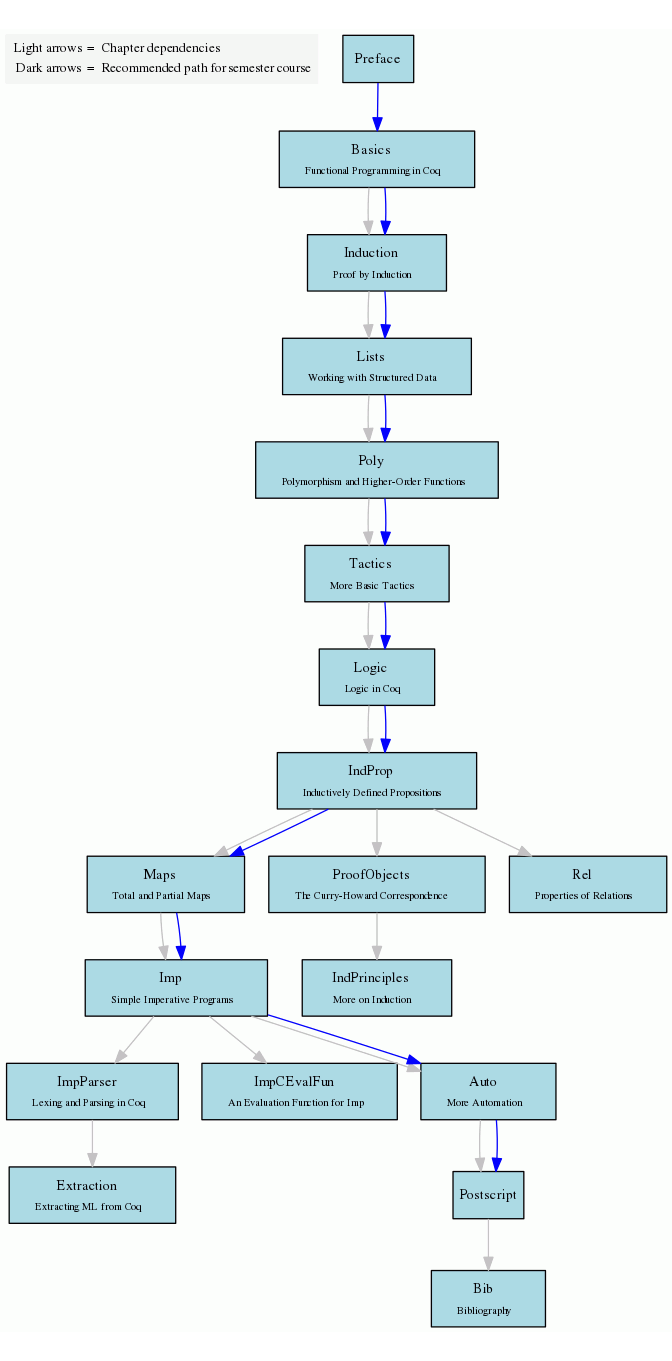 Light arrows = Chapter dependencies
Dark arrows = Recommended path for semester course
Preface
Basics
Functional Programming in Coq
Induction
Proof by Induction
Lists
Working with Structured Data
Poly
Polymorphism and Higher-Order Functions
Tactics
More Basic Tactics
Logic
Logic in Coq
IndProp
Inductively Defined Propositions
Maps
Total and Partial Maps
ProofObjects
The Curry-Howard Correspondence
Rel
Properties of Relations
Imp
Simple Imperative Programs
IndPrinciples
More on Induction
ImpParser
Lexing and Parsing in Coq
ImpCEvalFun
An Evaluation Function for Imp
Auto
More Automation
Extraction
Extracting ML from Coq
Postscript
Bib
Bibliography